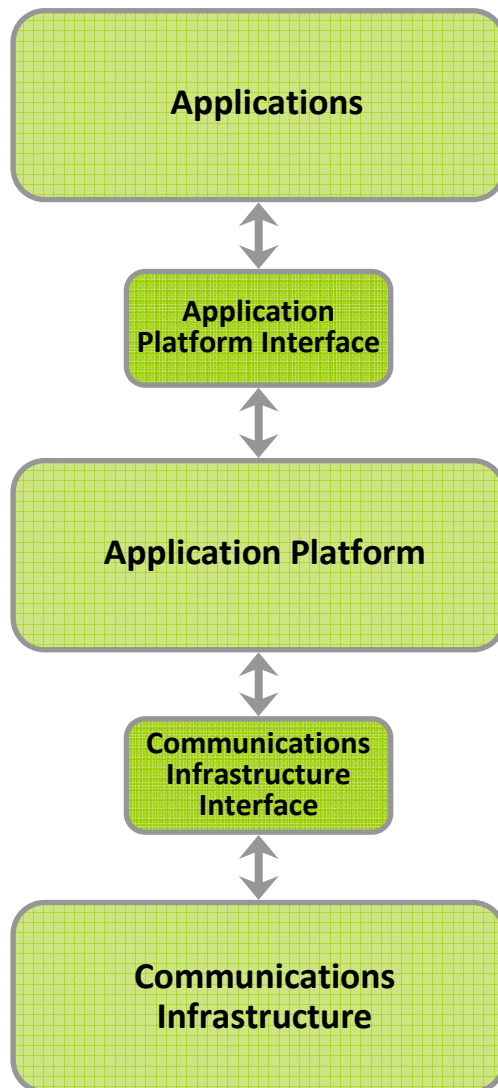 Applications
Application
Platform Interface
Application Platform
Communications
Infrastructure
Interface
Communications
Infrastructure